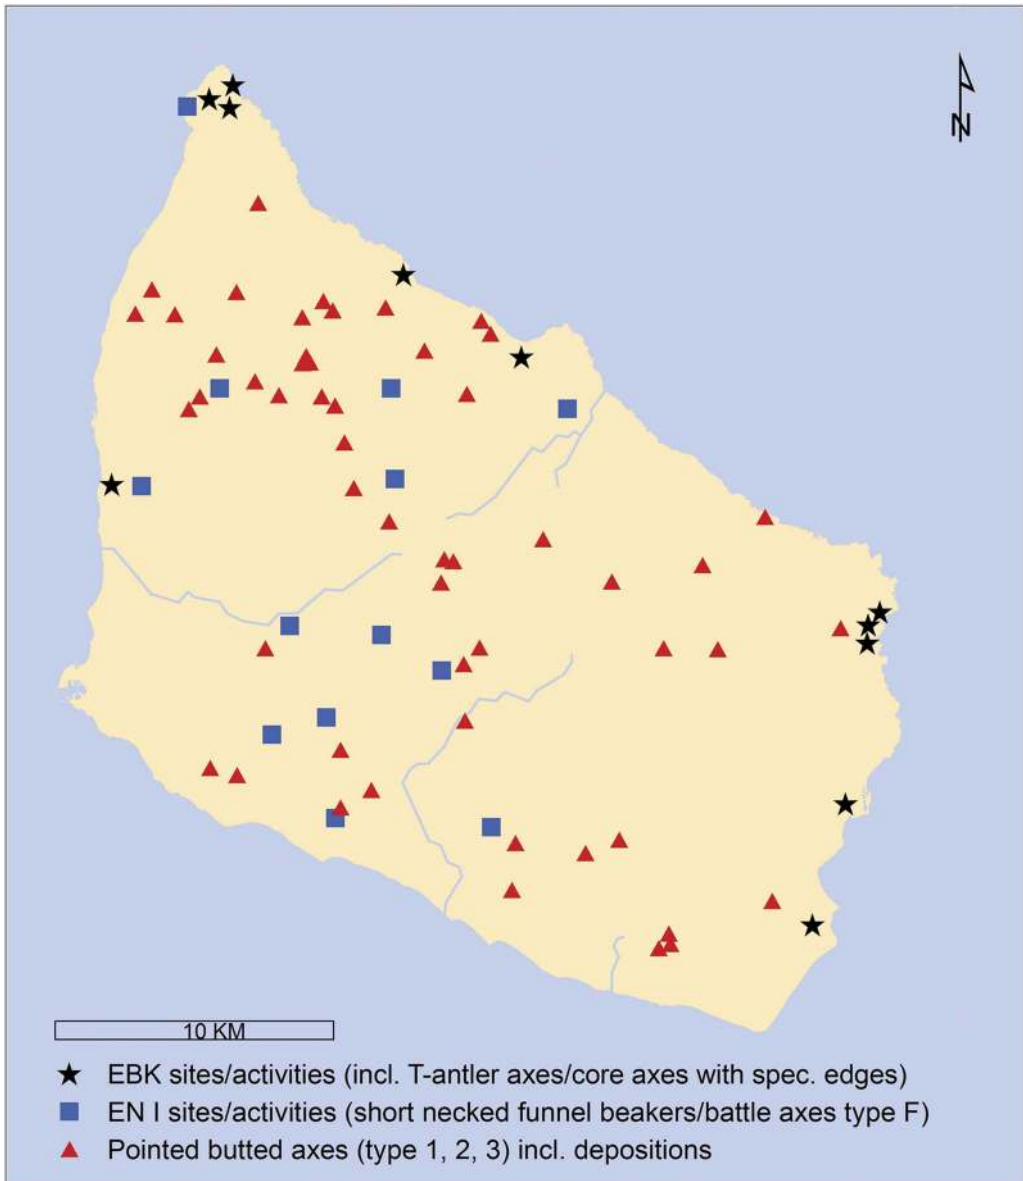 N
10 KM
EBK sites/activities (incl. T-antler axes/core axes with spec. edges)
EN I sites/activities (short necked funnel beakers/battle axes type F)
Pointed butted axes (type 1, 2, 3) incl. depositions